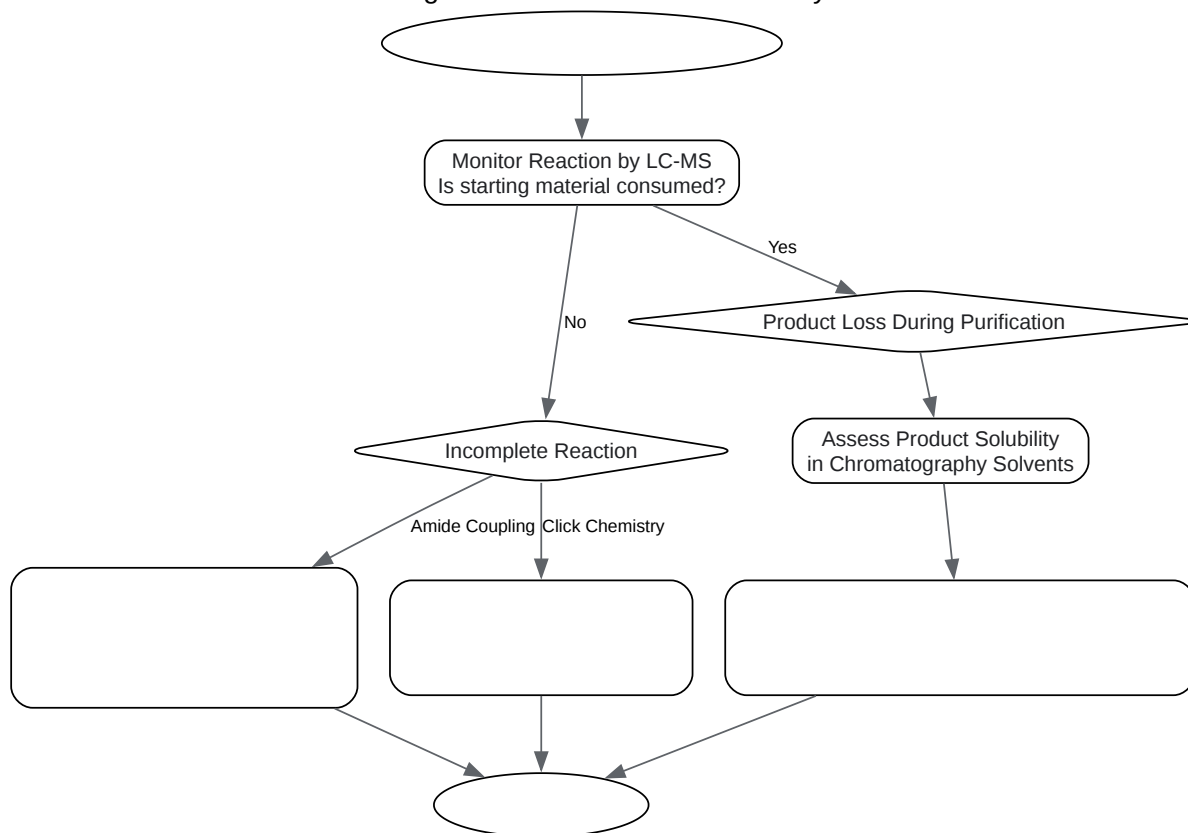 Monitor Reaction by LC-MS
Is starting material consumed?
Yes
No
Product Loss During Purification
Assess Product Solubility
in Chromatography Solvents
Incomplete Reaction
Amide Coupling
Click Chemistry